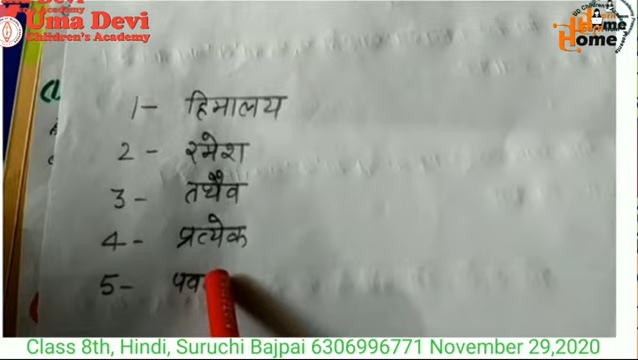 Uma Devi
Children's Academy
Home
Home
1- हिमालय
2 - रमेश
3 - तथैव
4 - प्रत्येक
5-
Class 8th, Hindi, Suruchi Bajpai 6306996771 November 29,2020